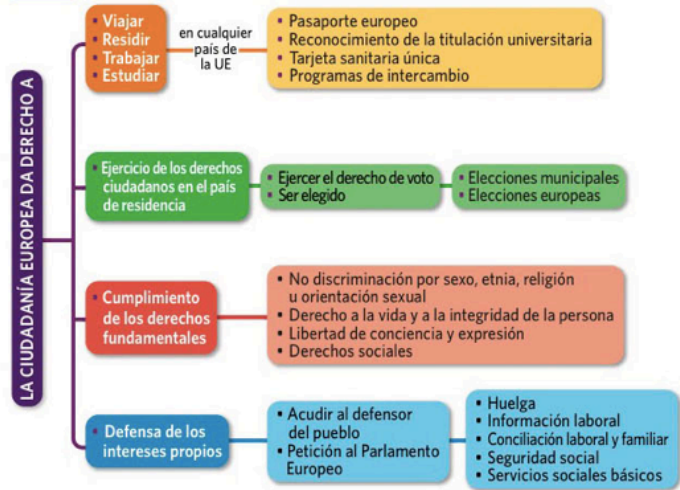 LA CIUDADANÍA EUROPEA DA DERECHO A
• Viajar
• Residir
• Trabajar
• Estudiar
en cualquier
país de
la UE
• Pasaporte europeo
• Reconocimiento de la titulación universitaria
• Tarjeta sanitaria única
• Programas de intercambio
• Ejercicio de los derechos
ciudadanos en el país
de residencia
• Ejercer el derecho de voto
• Ser elegido
• Elecciones municipales
• Elecciones europeas
• Cumplimiento
de los derechos
fundamentales
• No discriminación por sexo, etnia, religión
u orientación sexual
• Derecho a la vida y a la integridad de la persona
• Libertad de conciencia y expresión
• Derechos sociales
• Defensa de los
intereses propios
• Acudir al defensor
del pueblo
• Petición al Parlamento
Europeo
• Huelga
• Información laboral
• Conciliación laboral y familiar
• Seguridad social
• Servicios sociales básicos